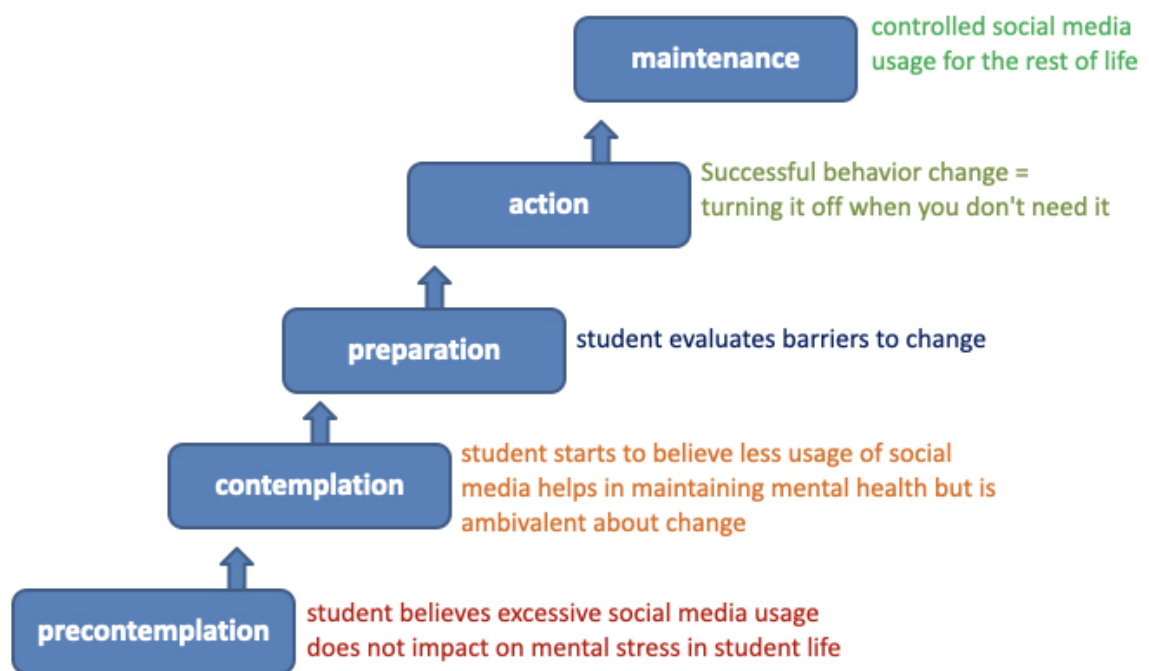 maintenance
controlled social media
usage for the rest of life
action
Successful behavior change =
turning it off when you don't need it
preparation
student evaluates barriers to change
contemplation
student starts to believe less usage of social
media helps in maintaining mental health but is
ambivalent about change
precontemplation
student believes excessive social media usage
does not impact on mental stress in student life